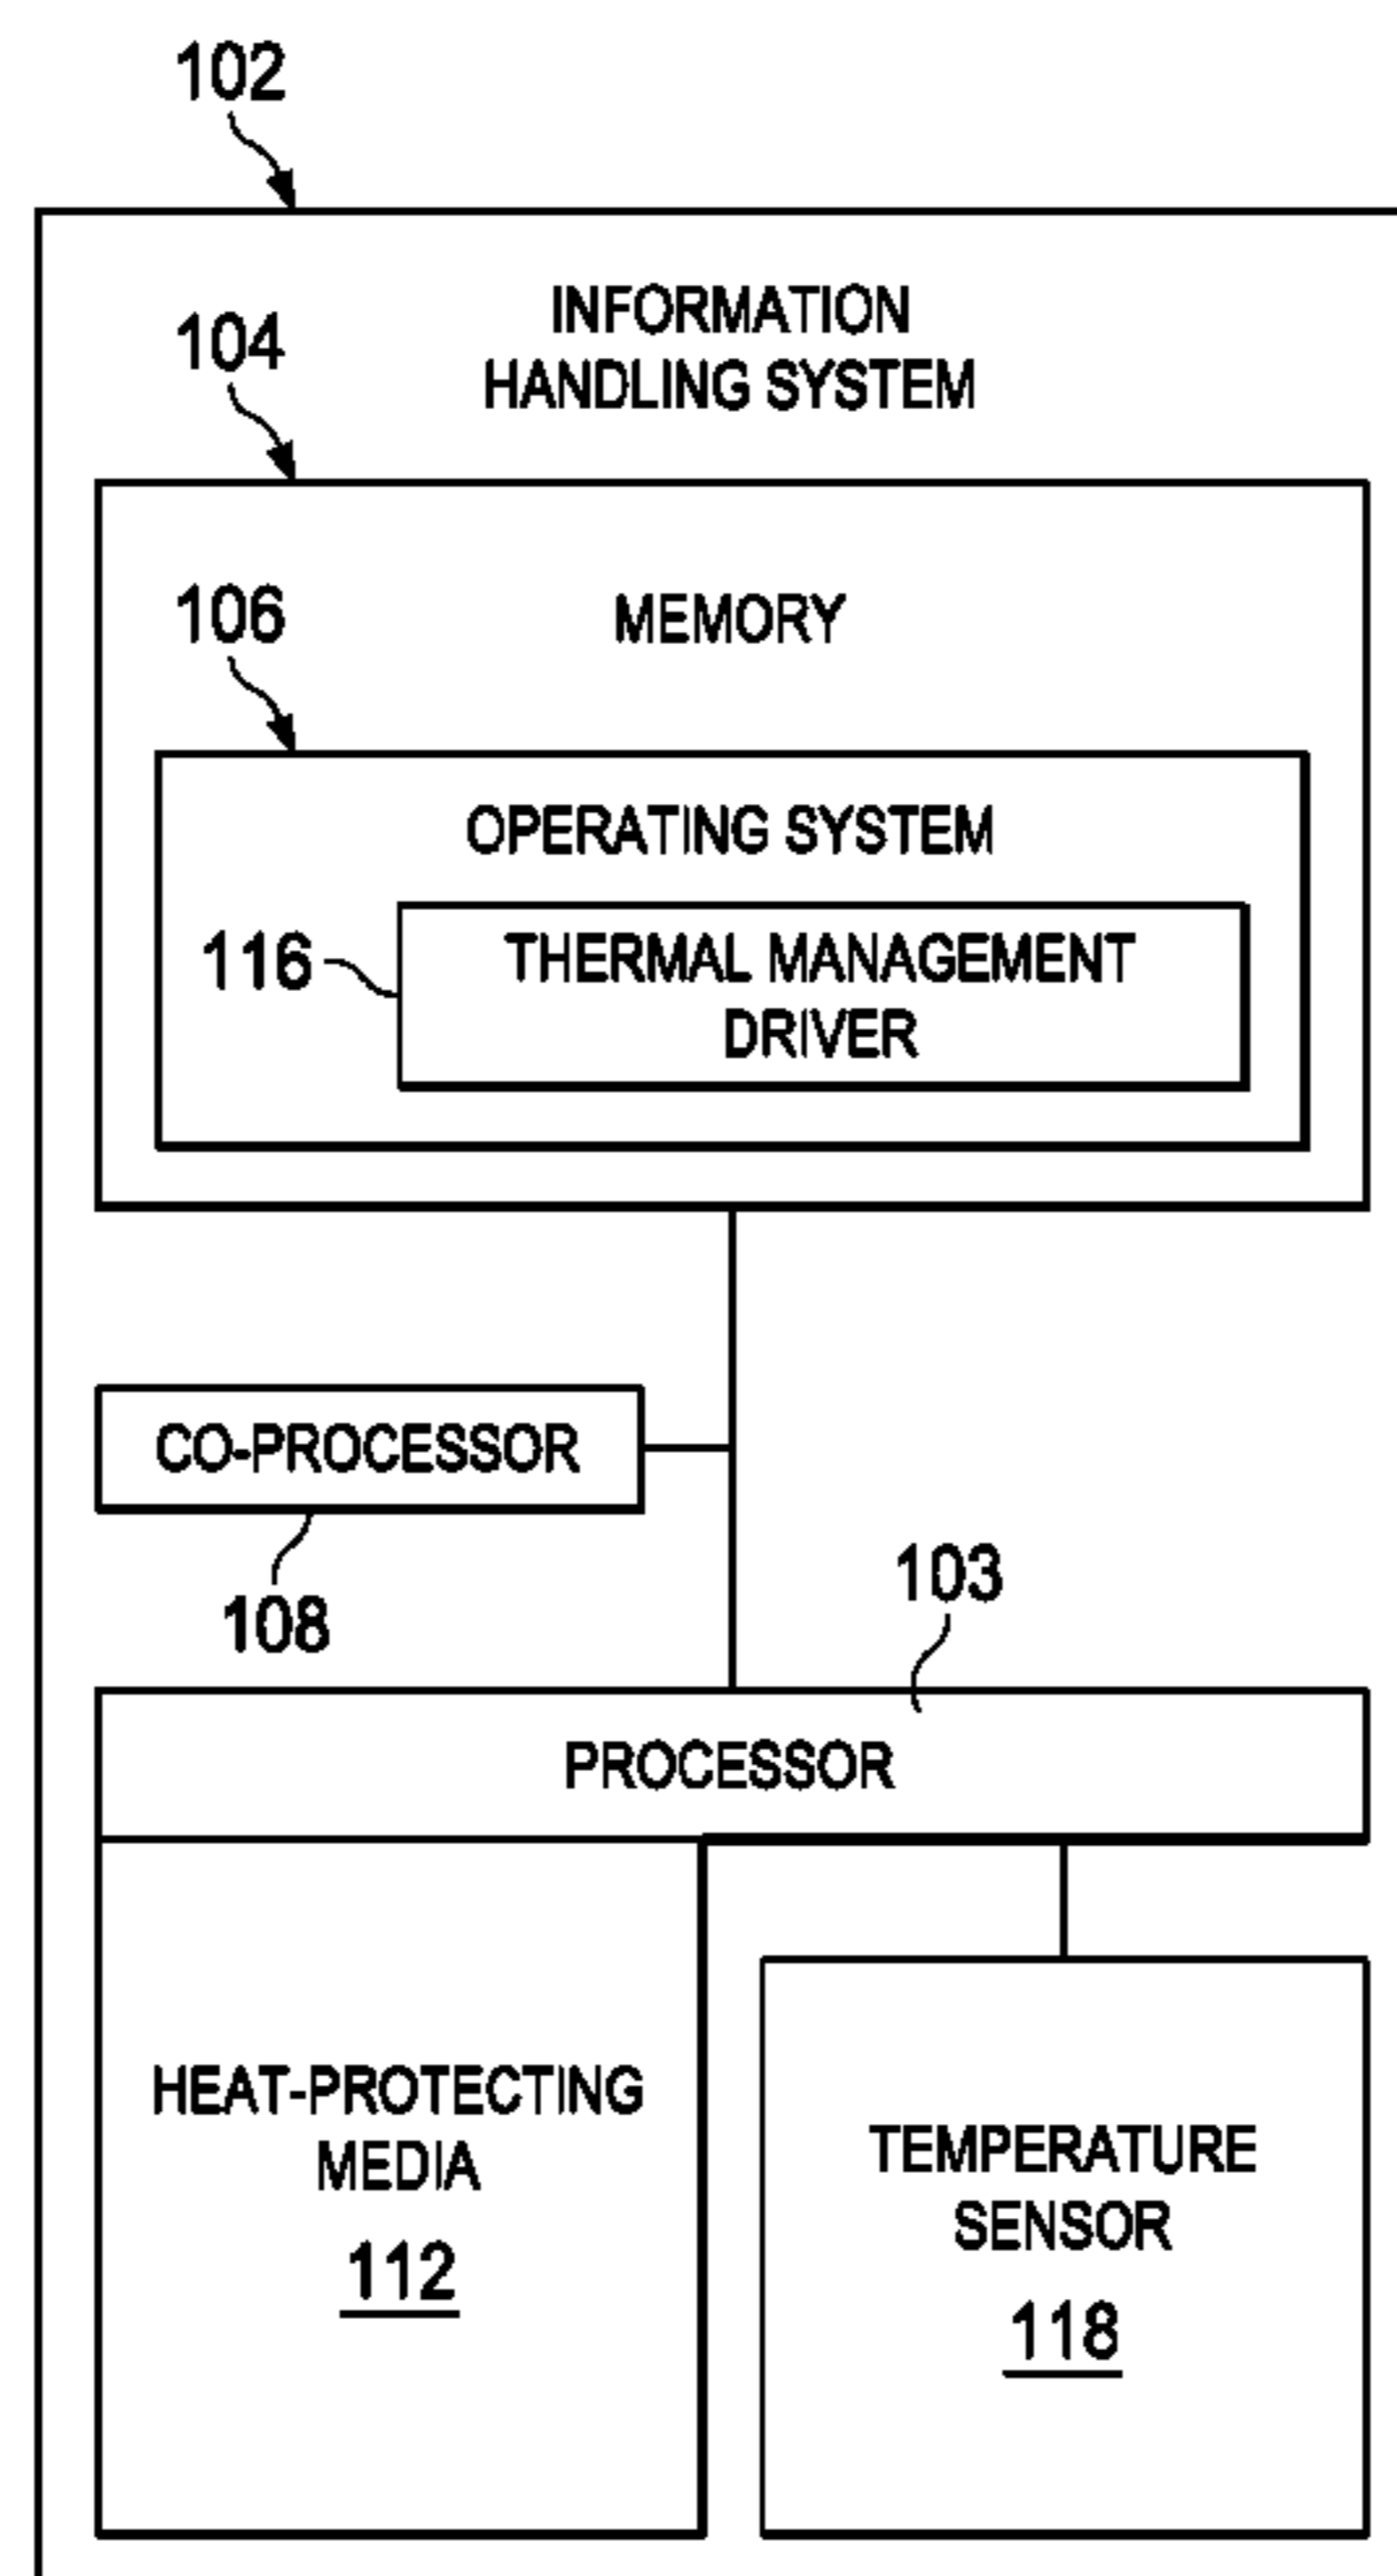 102
INFORMATION
HANDLING SYSTEM
104
MEMORY
106
OPERATING SYSTEM
116
THERMAL MANAGEMENT
DRIVER
CO-PROCESSOR
108
103
PROCESSOR
HEAT-PROTECTING
MEDIA
112
TEMPERATURE
SENSOR
118